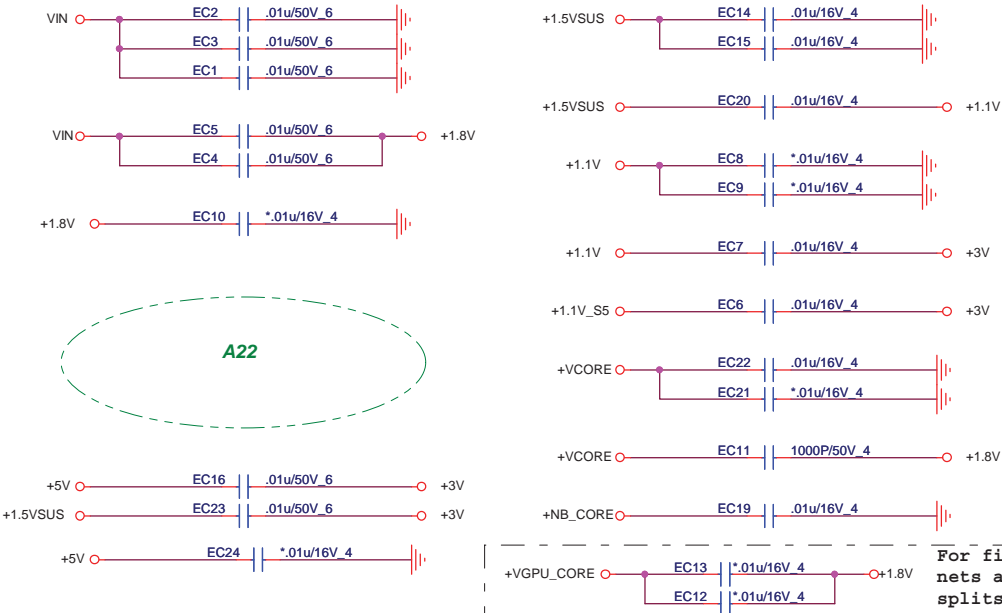 VIN EC2 .01u/50V_6
EC3 .01u/50V_6
EC1 .01u/50V_6
VIN EC5 .01u/50V_6 +1.8V
EC4 .01u/50V_6
+1.8V EC10 *.01u/16V_4
A22
+5V EC16 .01u/50V_6 +3V
+1.5VSUS EC23 .01u/50V_6 +3V
+5V EC24 *.01u/16V_4
+1.5VSUS EC14 .01u/16V_4
EC15 .01u/16V_4
+1.5VSUS EC20 .01u/16V_4 +1.1V
+1.1V EC8 *.01u/16V_4
EC9 *.01u/16V_4
+1.1V EC7 .01u/16V_4 +3V
+1.1V_S5 EC6 .01u/16V_4 +3V
+VCORE EC22 .01u/16V_4
EC21 *.01u/16V_4
+VCORE EC11 1000P/50V_4 +1.8V
+NB_CORE EC19 .01u/16V_4
+VGPU_CORE EC13 *.01u/16V_4 +1.8V
EC12 *.01u/16V_4
For fi
nets a
splits